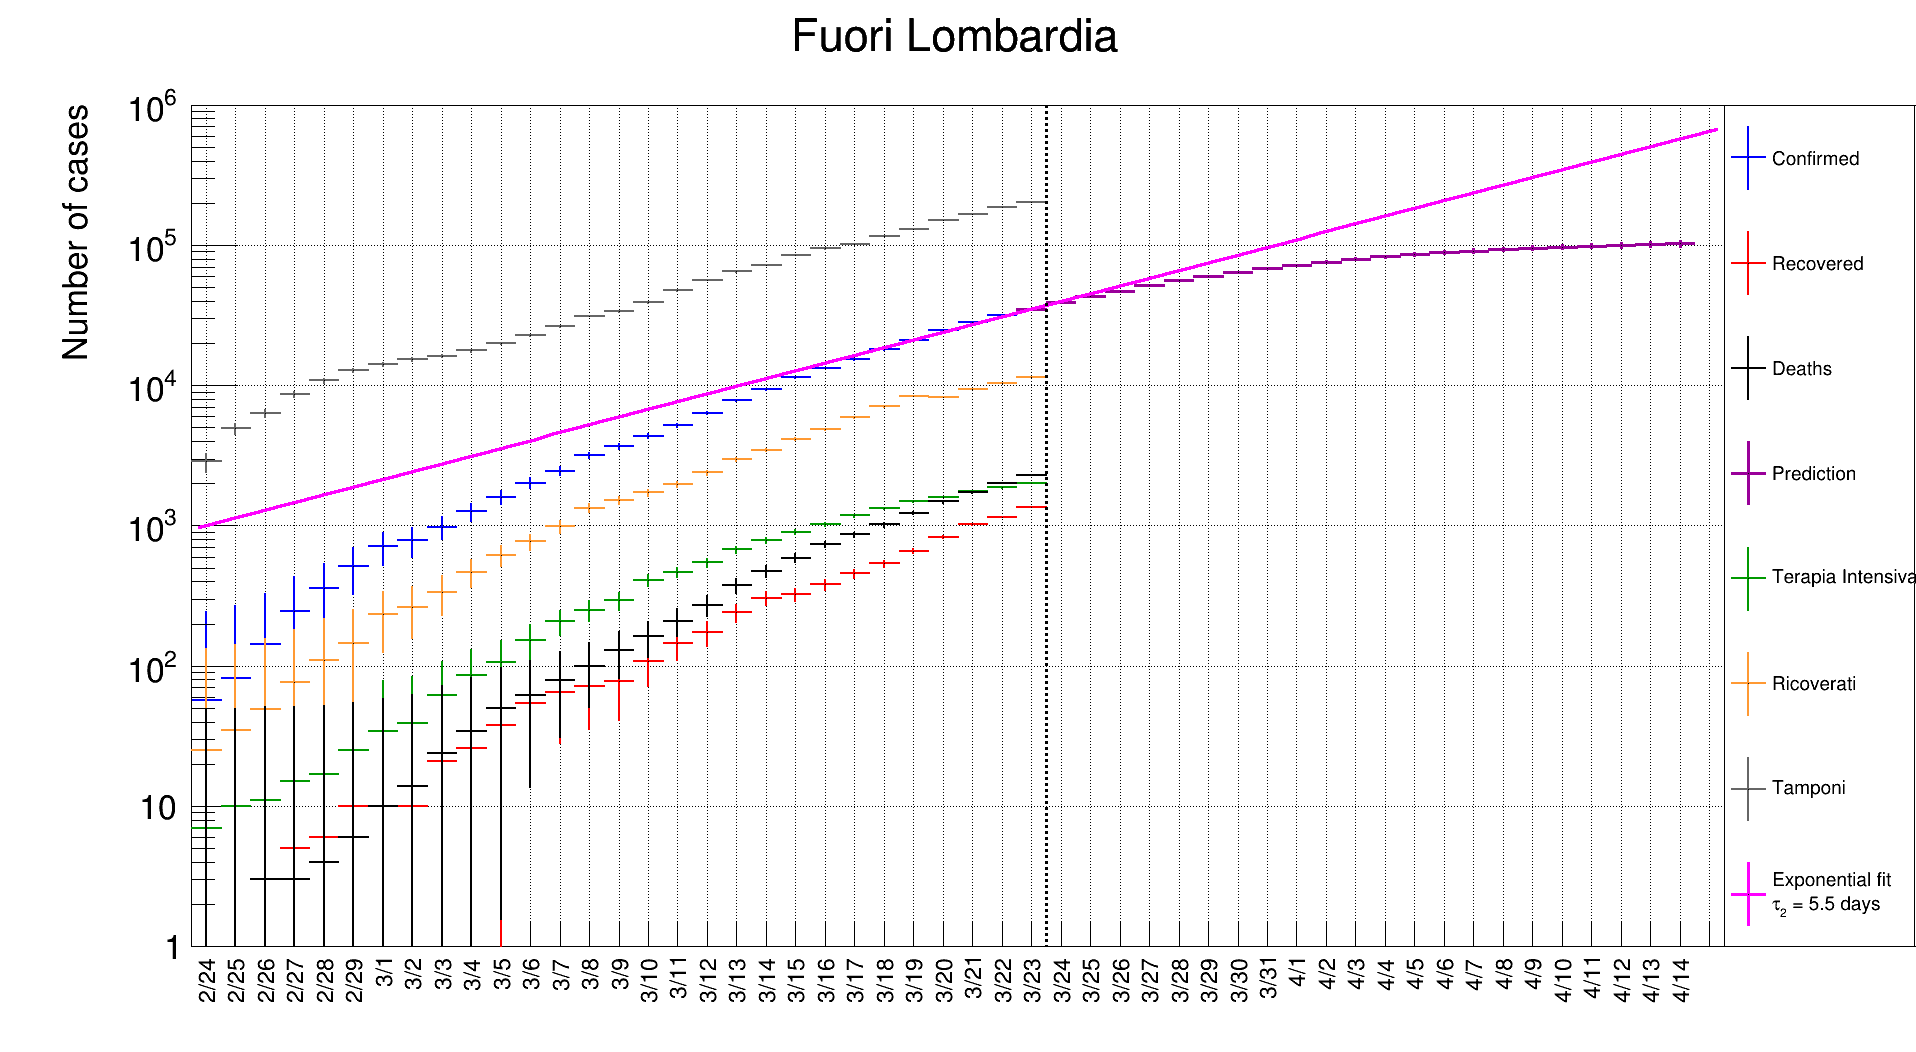 Fuori Lombardia
Number of cases
10^6
10^5
10^4
10^3
10^2
10
1
2/24 2/25 2/26 2/27 2/28 2/29 3/1 3/2 3/3 3/4 3/5 3/6 3/7 3/8 3/9 3/10 3/11 3/12 3/13 3/14 3/15 3/16 3/17 3/18 3/19 3/20 3/21 3/22 3/23 3/24 3/25 3/26 3/27 3/28 3/29 3/30 3/31 4/1 4/2 4/3 4/4 4/5 4/6 4/7 4/8 4/9 4/10 4/11 4/12 4/13 4/14
Confirmed
Recovered
Deaths
Prediction
Terapia Intensiva
Ricoverati
Tamponi
Exponential fit
τ₂ = 5.5 days